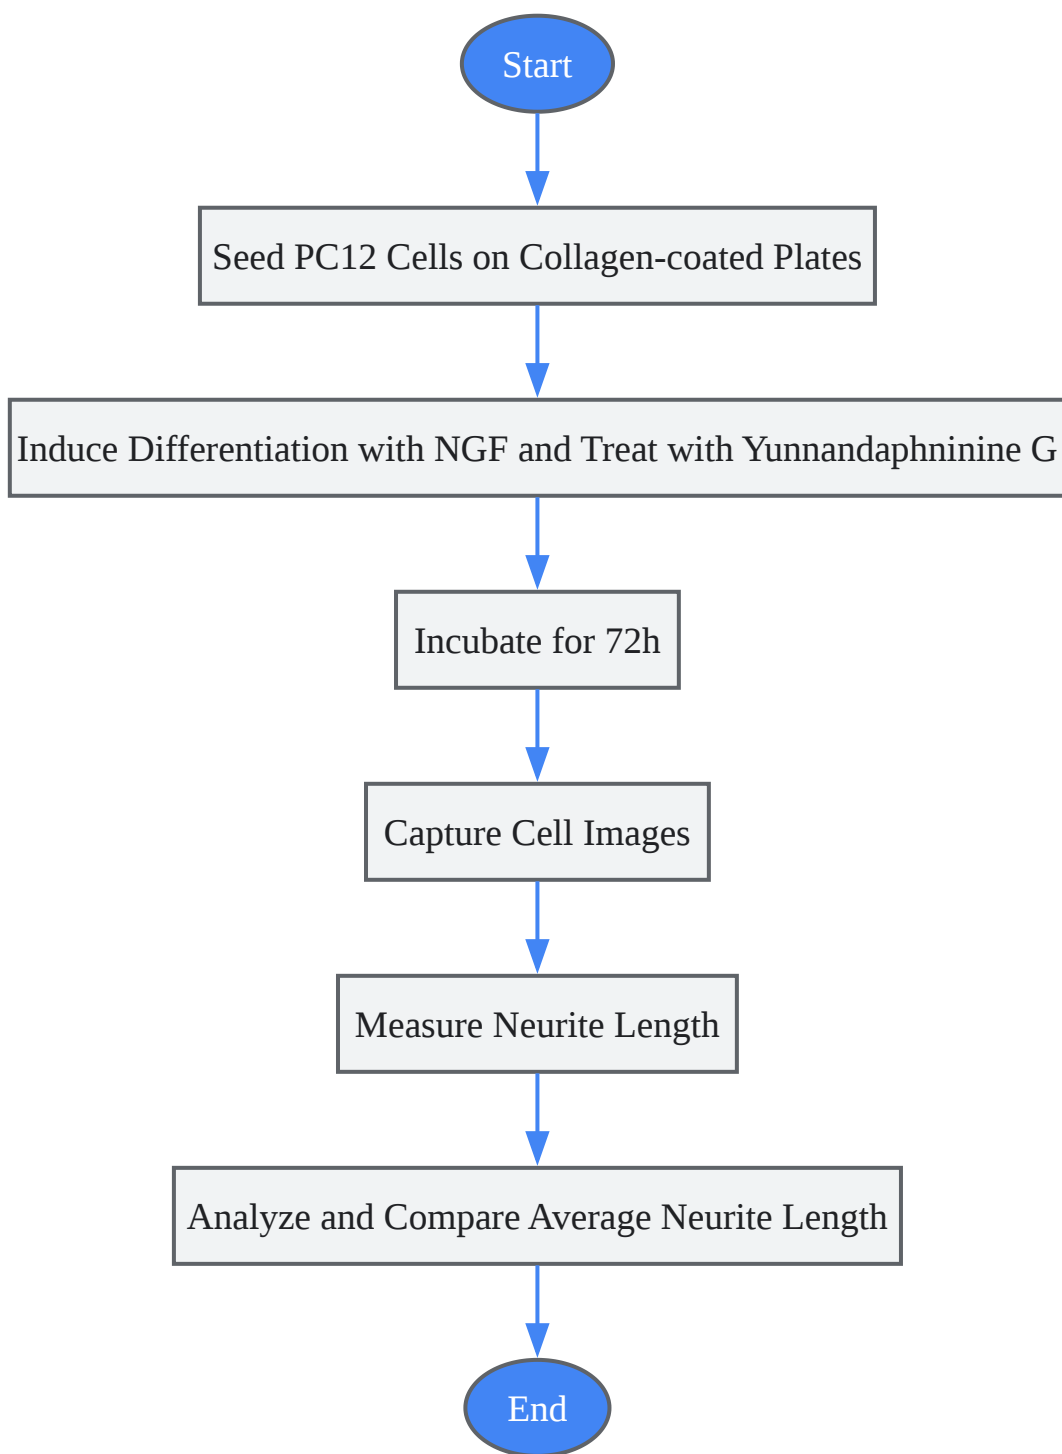 Start
Seed PC12 Cells on Collagen-coated Plates
Induce Differentiation with NGF and Treat with Yunnandaphninine G
Incubate for 72h
Capture Cell Images
Measure Neurite Length
Analyze and Compare Average Neurite Length
End